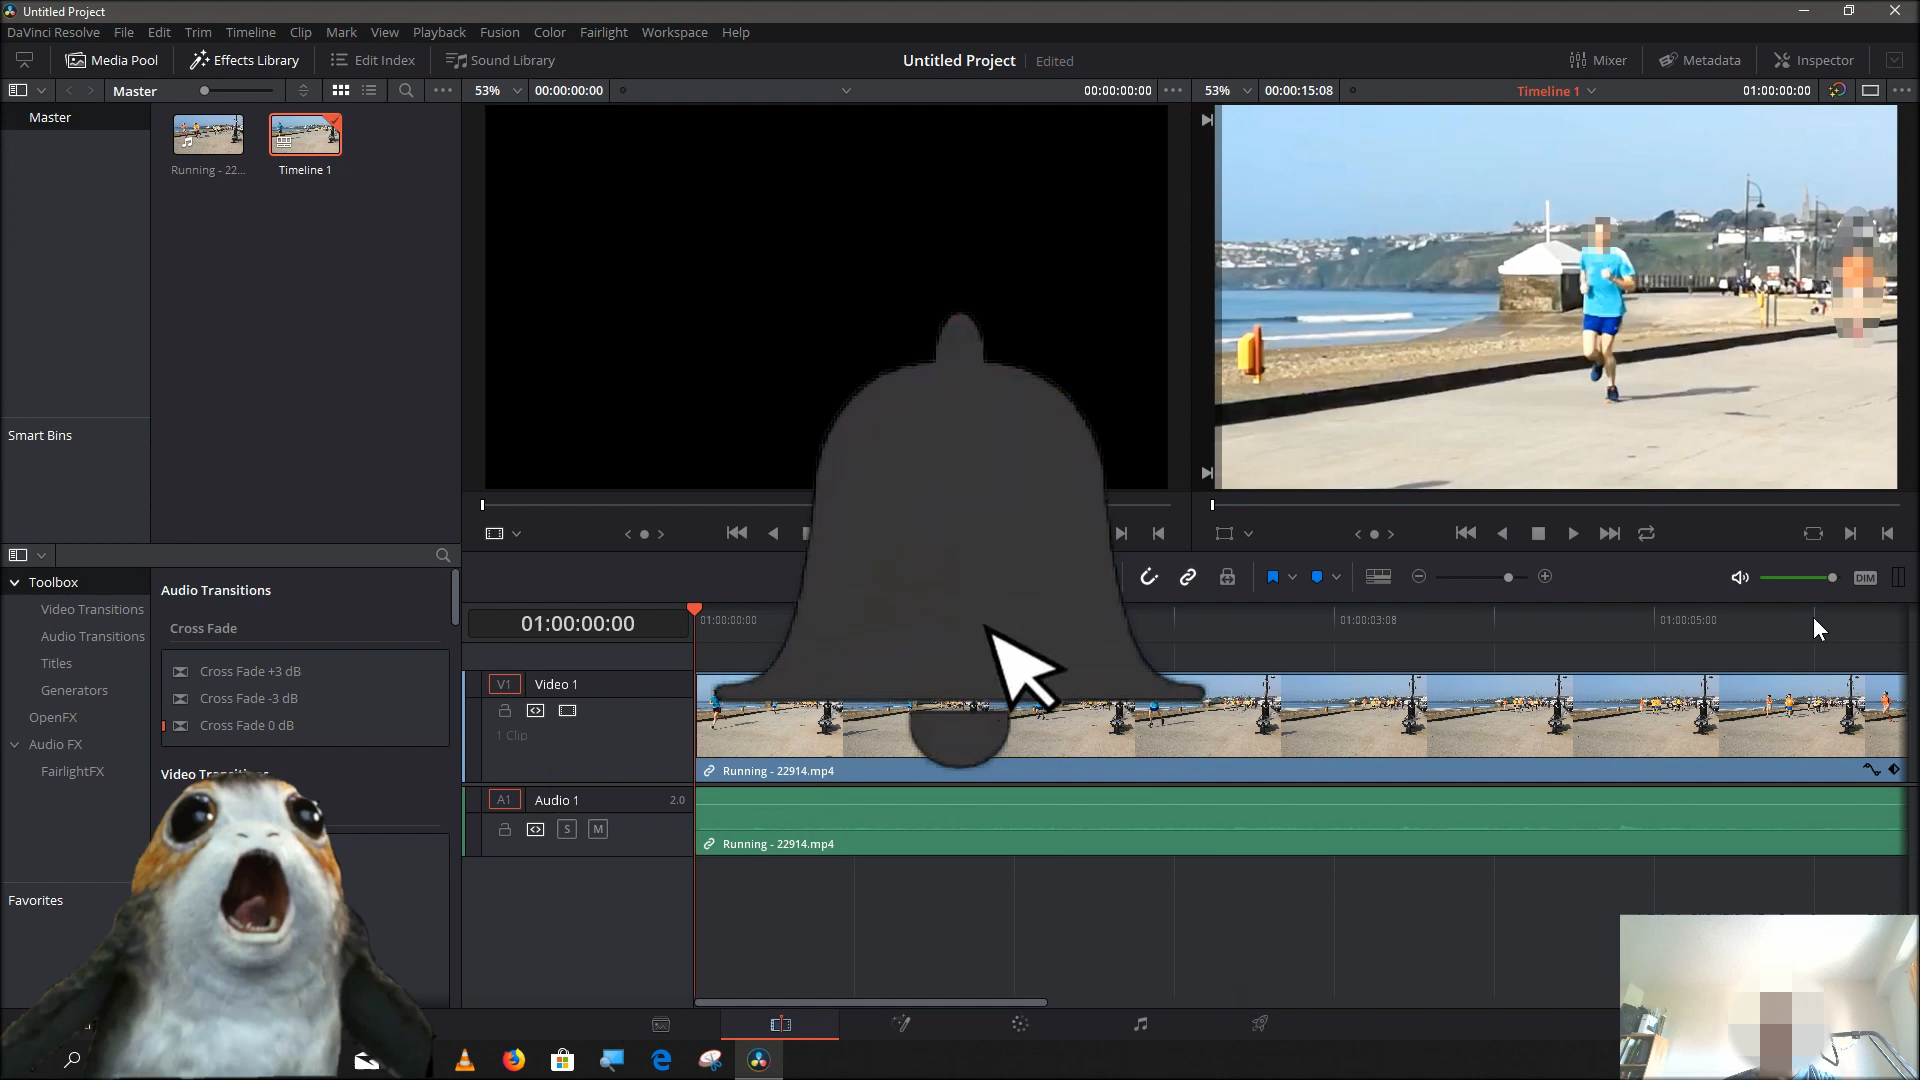 Untitled Project
DaVinci Resolve File Edit Trim Timeline Clip Mark View Playback Fusion Color Fairlight Workspace Help
Media Pool Effects Library Edit Index Sound Library Untitled Project Edited Mixer Metadata Inspector
Master 53% 00:00:00:00 00:00:00:00 53% 00:00:15:08 Timeline 1 01:00:00:00
Master
Running - 22... Timeline 1
Smart Bins
Toolbox
Video Transitions
Audio Transitions
Titles
Generators
OpenFX
Audio FX
FairlightFX
Favorites
Audio Transitions
Cross Fade
Cross Fade +3 dB
Cross Fade -3 dB
Cross Fade 0 dB
DIM
01:00:00:00 01:00:00:00 01:00:03:08 01:00:05:00
V1 Video 1
1 Clip
Running - 22914.mp4
A1 Audio 1 2.0
S M
Running - 22914.mp4